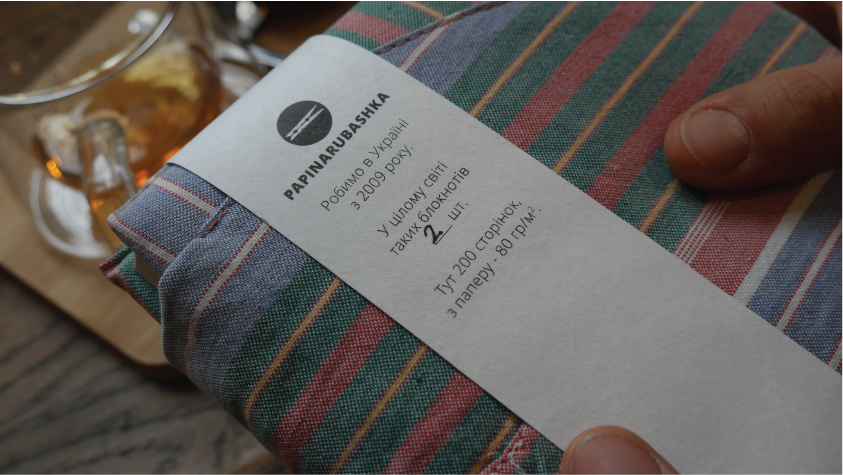 PAPINARUBASHKA
Робимо в Україні
з 2009 року.
У цілому світі
таких блокнотів
2 шт.
Тут 200 сторінок,
з паперу - 80 гр/м².